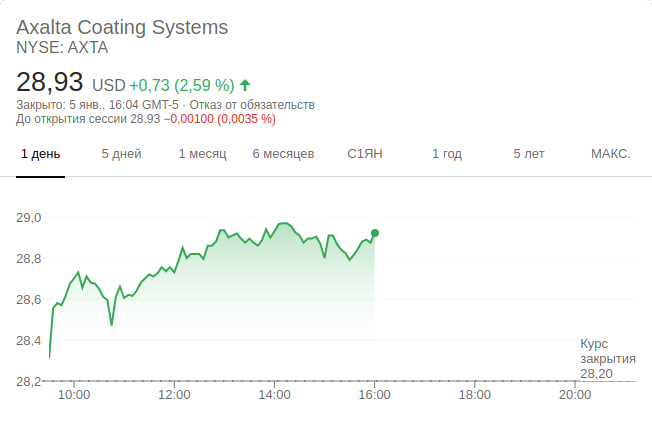 Axalta Coating Systems
NYSE: AXTA
28,93 USD +0,73 (2,59 %)
Закрыто: 5 янв., 16:04 GMT-5 · Отказ от обязательств
До открытия сессии 28,93 −0,00100 (0,0035 %)
1 день 5 дней 1 месяц 6 месяцев С1ЯН 1 год 5 лет МАКС.
29,0
28,8
28,6
28,4
Курс
закрытия
28,20
28,2
10:00 12:00 14:00 16:00 18:00 20:00